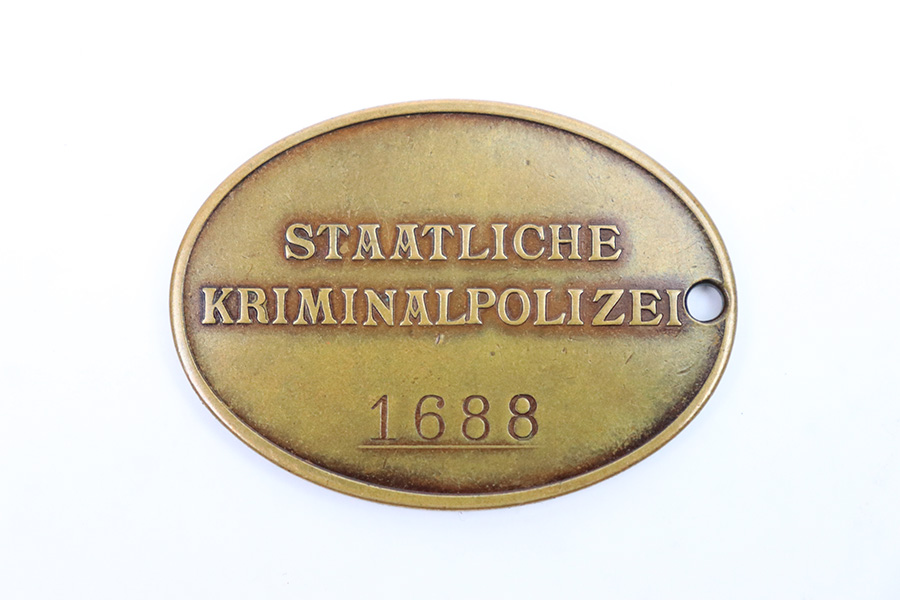 STAATLICHE
KRIMINALPOLIZEI
1688